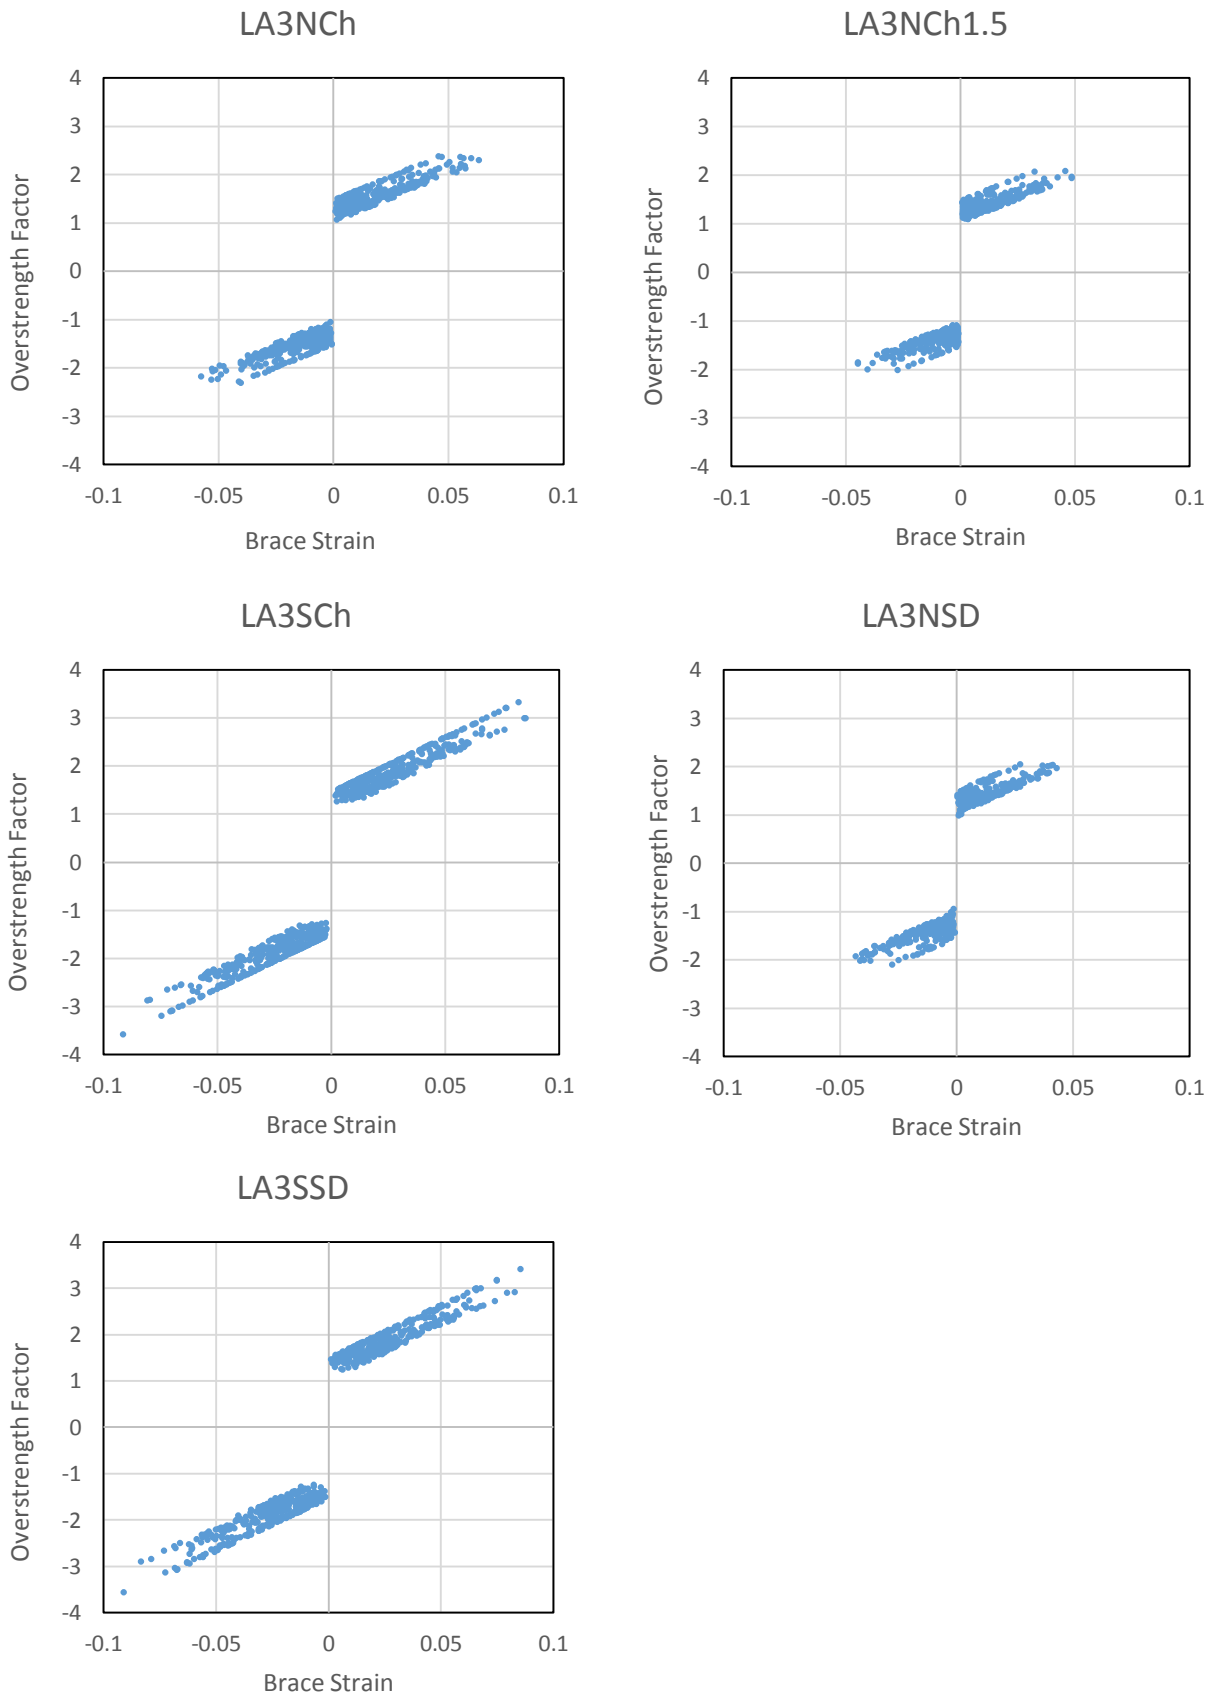 LA3NCh
4
3
2
1
0
-1
-2
-3
-4
-0.1 -0.05 0 0.05 0.1
Overstrength Factor
Brace Strain
LA3NCh1.5
4
3
2
1
0
-1
-2
-3
-4
-0.1 -0.05 0 0.05 0.1
Overstrength Factor
Brace Strain
LA3SCh
4
3
2
1
0
-1
-2
-3
-4
-0.1 -0.05 0 0.05 0.1
Overstrength Factor
Brace Strain
LA3NSD
4
3
2
1
0
-1
-2
-3
-4
-0.1 -0.05 0 0.05 0.1
Overstrength Factor
Brace Strain
LA3SSD
4
3
2
1
0
-1
-2
-3
-4
-0.1 -0.05 0 0.05 0.1
Overstrength Factor
Brace Strain